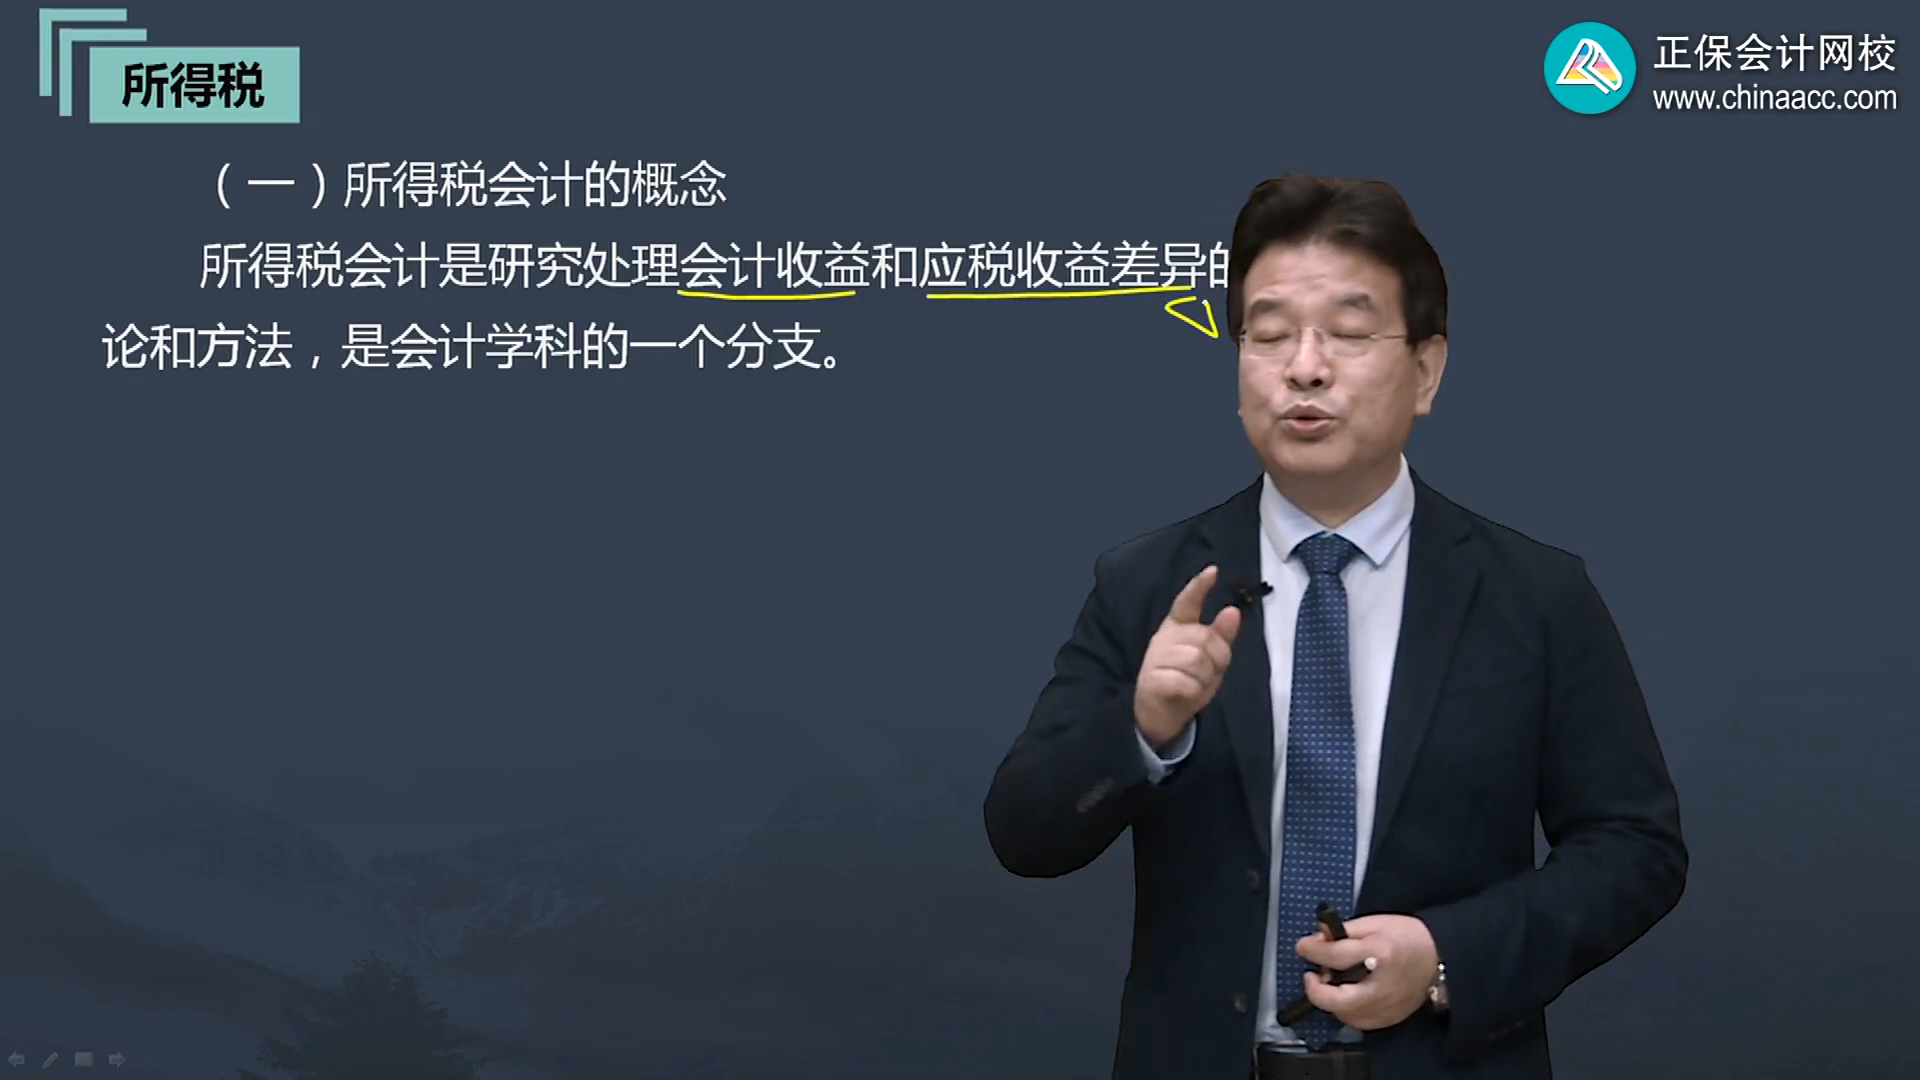 所得税
正保会计网校
www.chinaacc.com
（一）所得税会计的概念
所得税会计是研究处理会计收益和应税收益差异的
论和方法，是会计学科的一个分支。